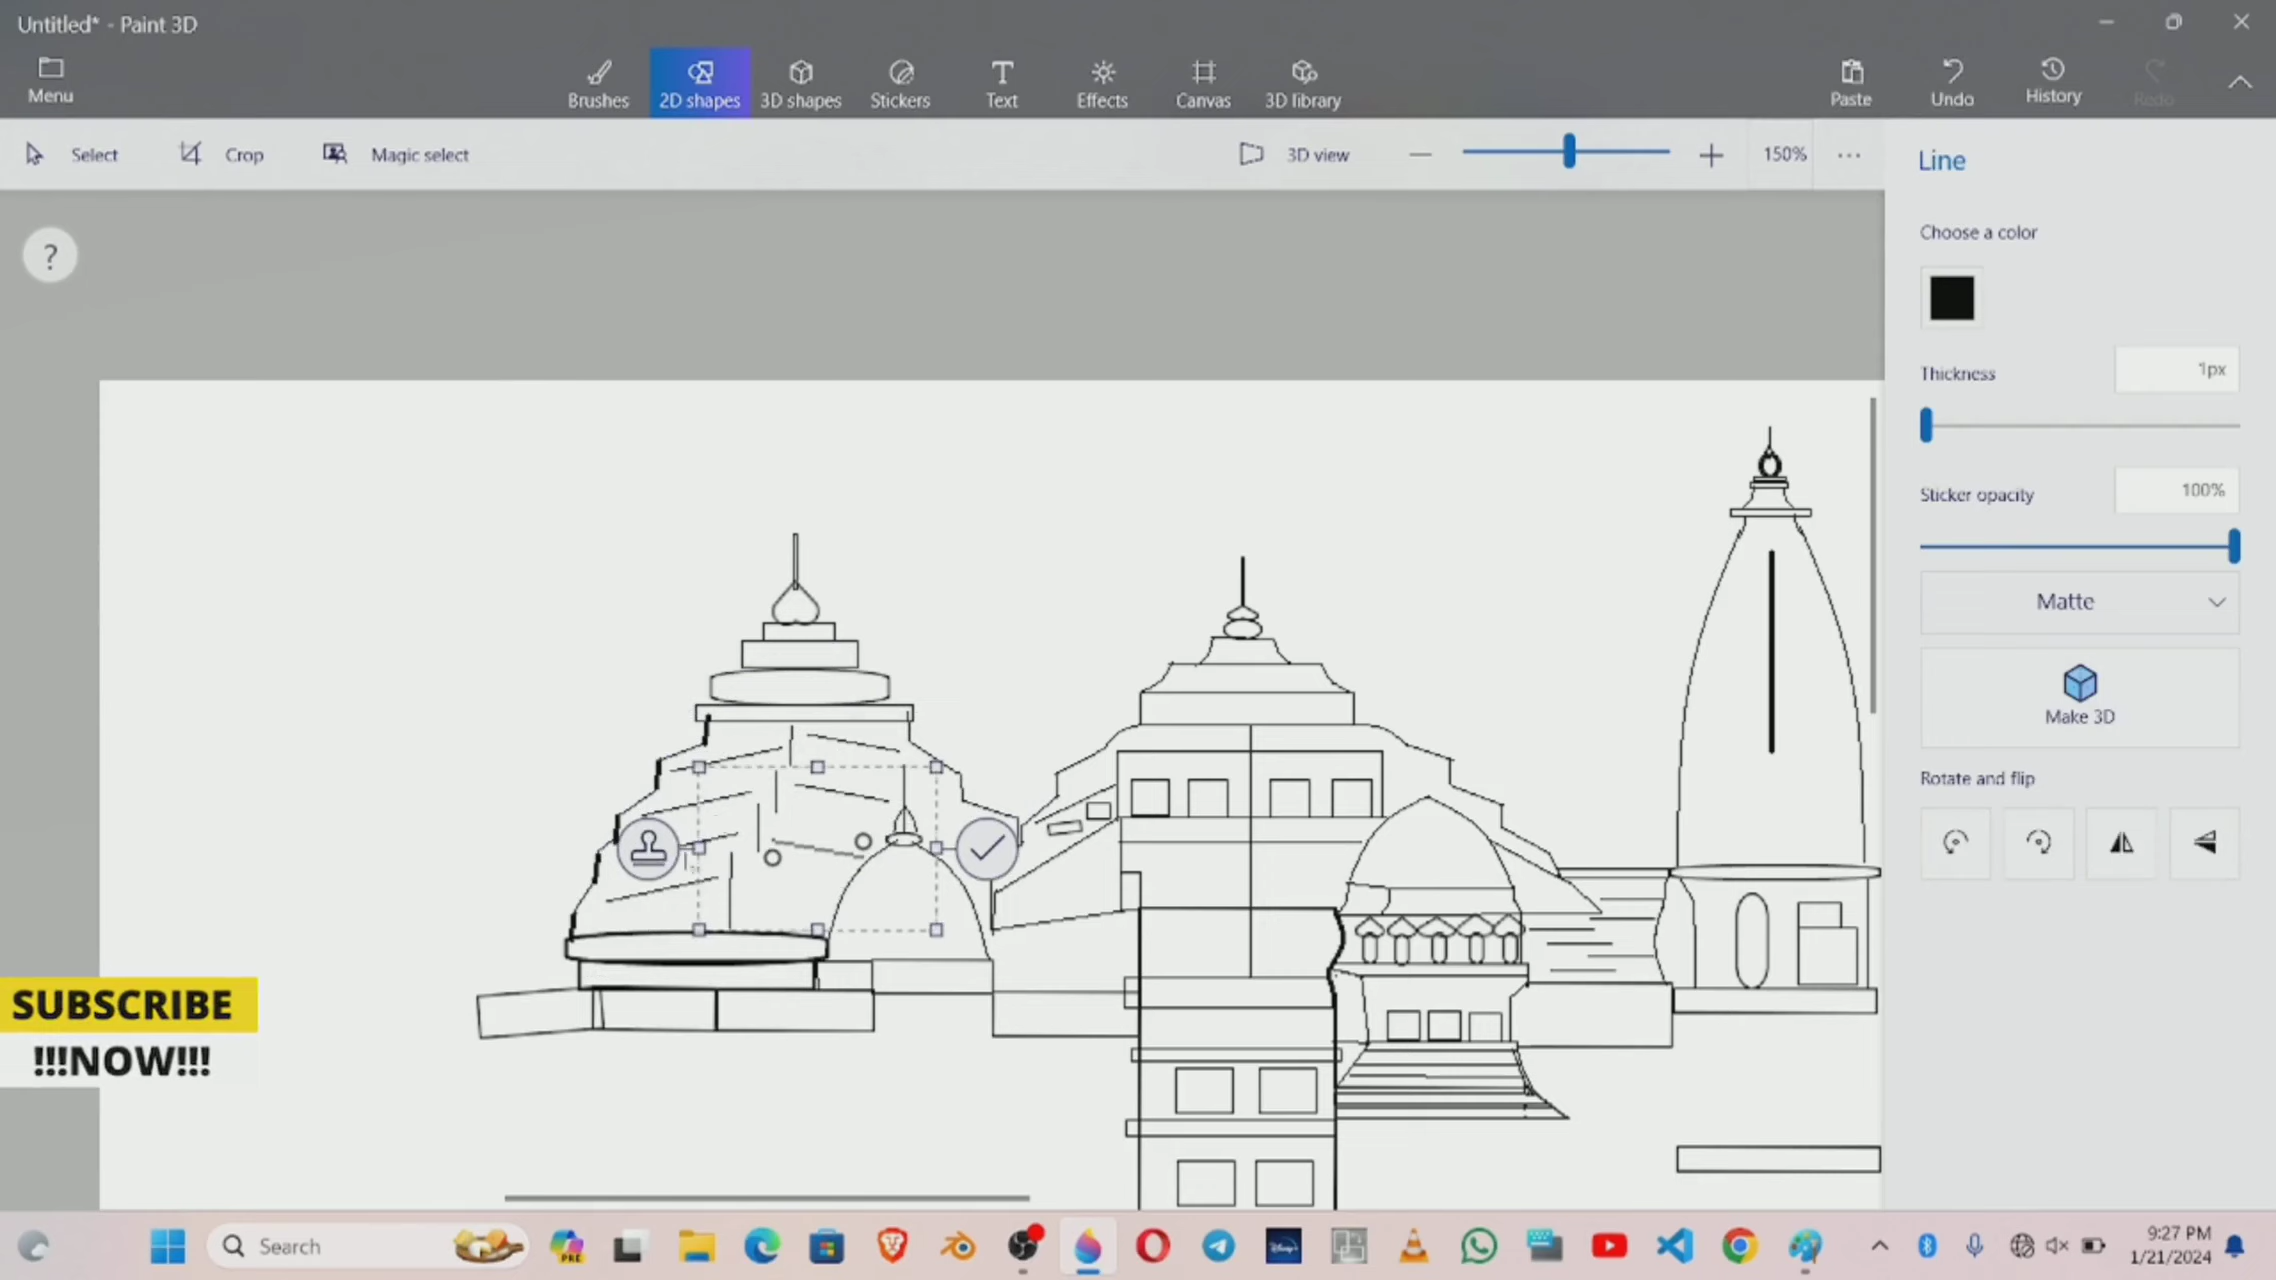 Untitled* - Paint 3D
Menu
Brushes
2D shapes
3D shapes
Stickers
Text
Effects
Canvas
3D library
Paste
Undo
History
Redo
Select
Crop
Magic select
3D view
150%
Line
Choose a color
Thickness
1px
Sticker opacity
100%
Matte
Make 3D
Rotate and flip
?
SUBSCRIBE
!!!NOW!!!
Search
PRE
Disney+
9:27 PM
1/21/2024